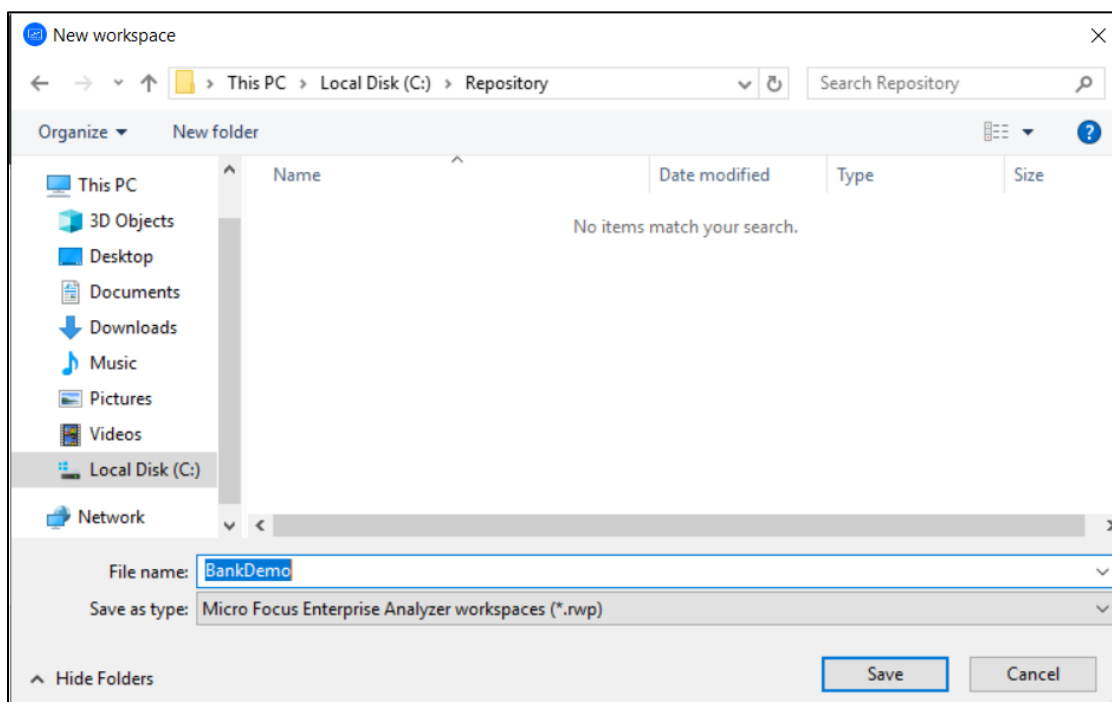 New workspace
This PC > Local Disk (C:) > Repository
Search Repository
Organize
New folder
?
Name
Date modified
Type
Size
No items match your search.
This PC
3D Objects
Desktop
Documents
Downloads
Music
Pictures
Videos
Local Disk (C:)
Network
File name: BankDemo
Save as type: Micro Focus Enterprise Analyzer workspaces (*.rwp)
Hide Folders
Save
Cancel